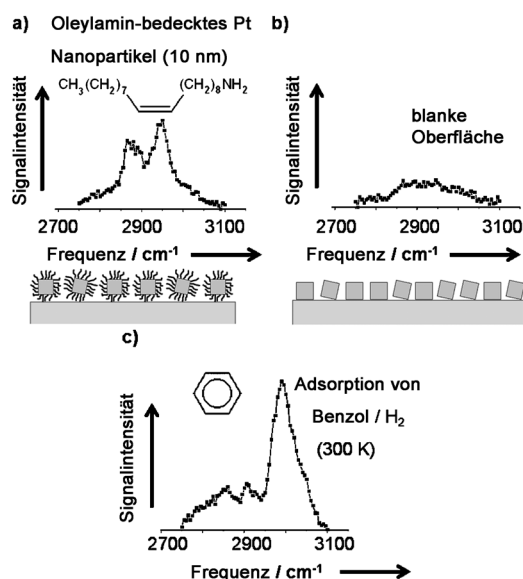 a) Oleylamin-bedecktes Pt
Nanopartikel (10 nm)
CH3(CH2)7 (CH2)8NH2
Signalintensität
2700 2900 3100
Frequenz / cm-1
b)
blanke
Oberfläche
Signalintensität
2700 2900 3100
Frequenz / cm-1
c)
Adsorption von
Benzol / H2
(300 K)
Signalintensität
2700 2900 3100
Frequenz / cm-1